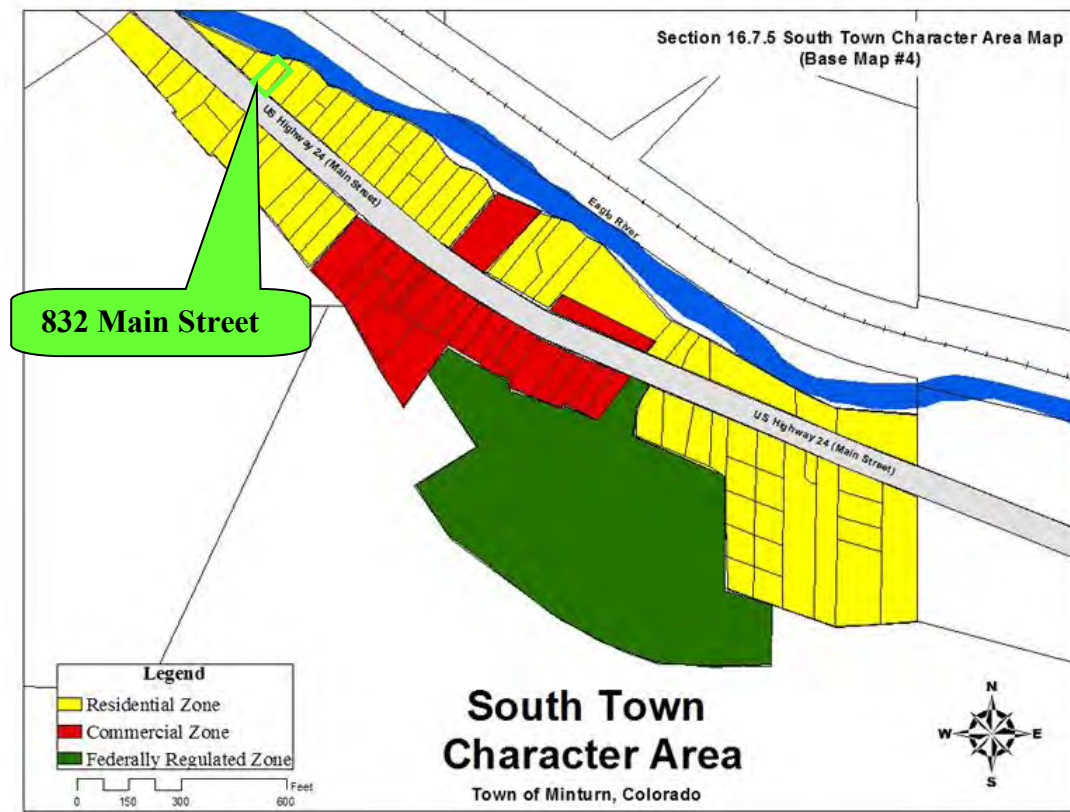 Section 16.7.5 South Town Character Area Map
(Base Map #4)
US Highway 24 (Main Street)
Eagle River
832 Main Street
US Highway 24 (Main Street)
Legend
Residential Zone
Commercial Zone
Federally Regulated Zone
Feet
0 150 300 600
South Town
Character Area
Town of Minturn, Colorado
N
W E
S